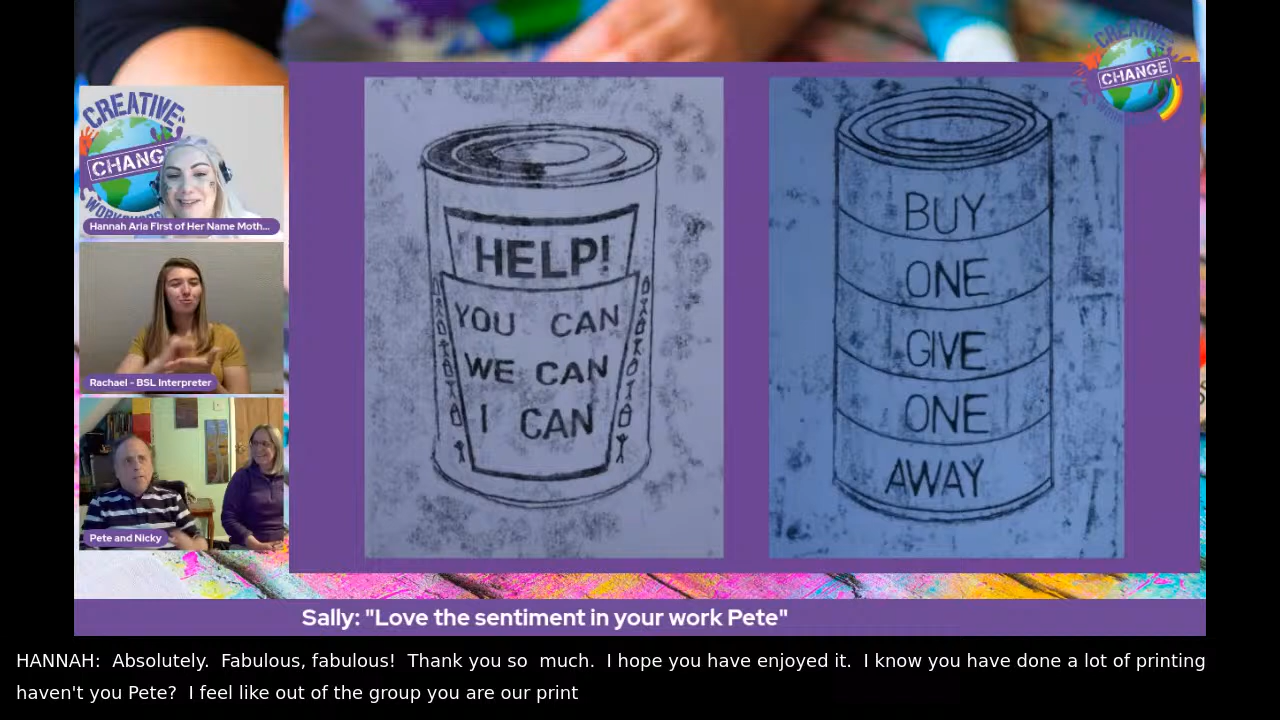 CREATIVE
CHANGE
Hannah Aria First of Her Name Moth...
Rachael - BSL Interpreter
Pete and Nicky
HELP!
YOU CAN
WE CAN
I CAN
BUY
ONE
GIVE
ONE
AWAY
CREATIVE
CHANGE
Sally: "Love the sentiment in your work Pete"
HANNAH: Absolutely. Fabulous, fabulous! Thank you so much. I hope you have enjoyed it. I know you have done a lot of printing
haven't you Pete? I feel like out of the group you are our print